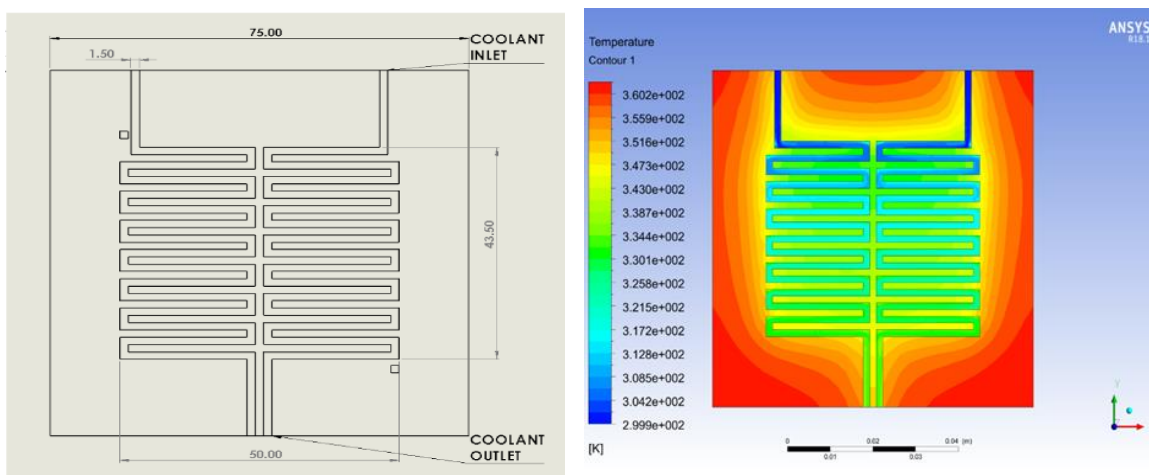 75.00
COOLANT
INLET
1.50
43.50
COOLANT
OUTLET
50.00
ANSYS
Temperature
Contour 1
3.602e+002
3.559e+002
3.516e+002
3.473e+002
3.430e+002
3.387e+002
3.344e+002
3.301e+002
3.258e+002
3.215e+002
3.172e+002
3.128e+002
3.085e+002
3.042e+002
2.999e+002
[K]
0
0.02
0.04 (m)
0.01
0.03